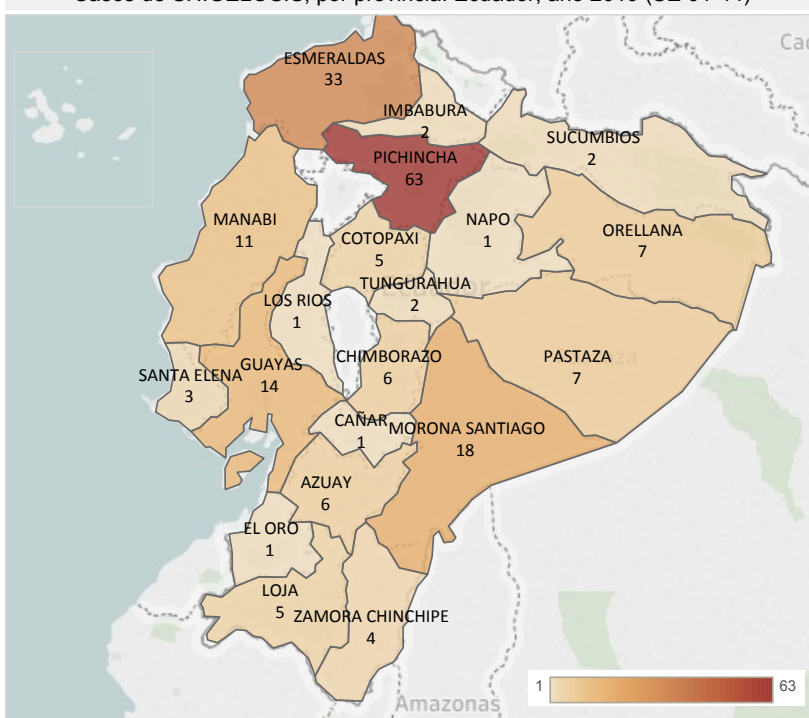 ESMERALDAS
33
IMBABURA
2
SUCUMBIOS
2
PICHINCHA
63
MANABI
11
NAPO
1
ORELLANA
7
COTOPAXI
5
TUNGURAHUA
2
LOS RIOS
1
CHIMBORAZO
6
PASTAZA
7
SANTA ELENA
3
GUAYAS
14
CAÑAR
1
MORONA SANTIAGO
18
AZUAY
6
EL ORO
1
LOJA
5
ZAMORA CHINCHIPE
4
1
63
Amazonas